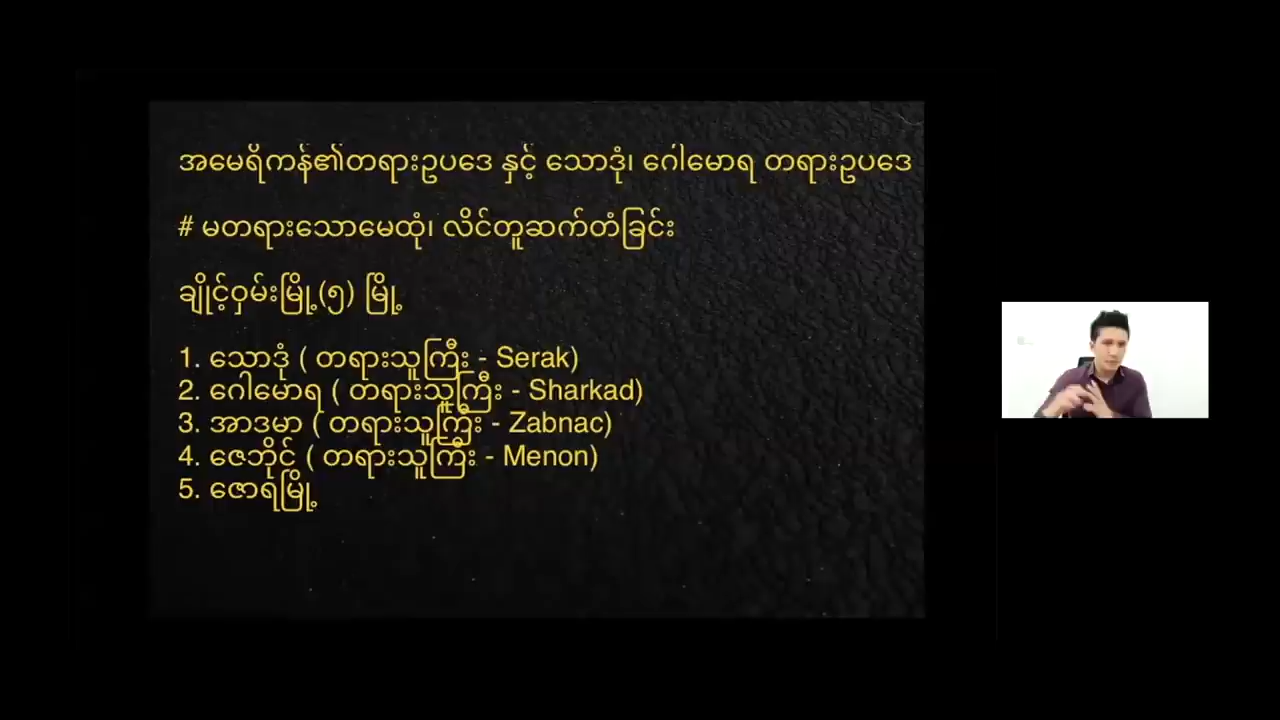 အမေရိကန်၏တရားဥပဒေ နှင့် သောဒုံ၊ ဂေါမောရ တရားဥပဒေ
# မတရားသောမေထုံ၊ လိင်တူဆက်တံခြင်း
ချိုင့်ဝှမ်းမြို့(၅) မြို့
1. သောဒုံ ( တရားသူကြီး - Serak)
2. ဂေါမောရ ( တရားသူကြီး - Sharkad)
3. အာဒမာ ( တရားသူကြီး - Zabnac)
4. ဇေဘိုင် ( တရားသူကြီး - Menon)
5. ဇောရမြို့